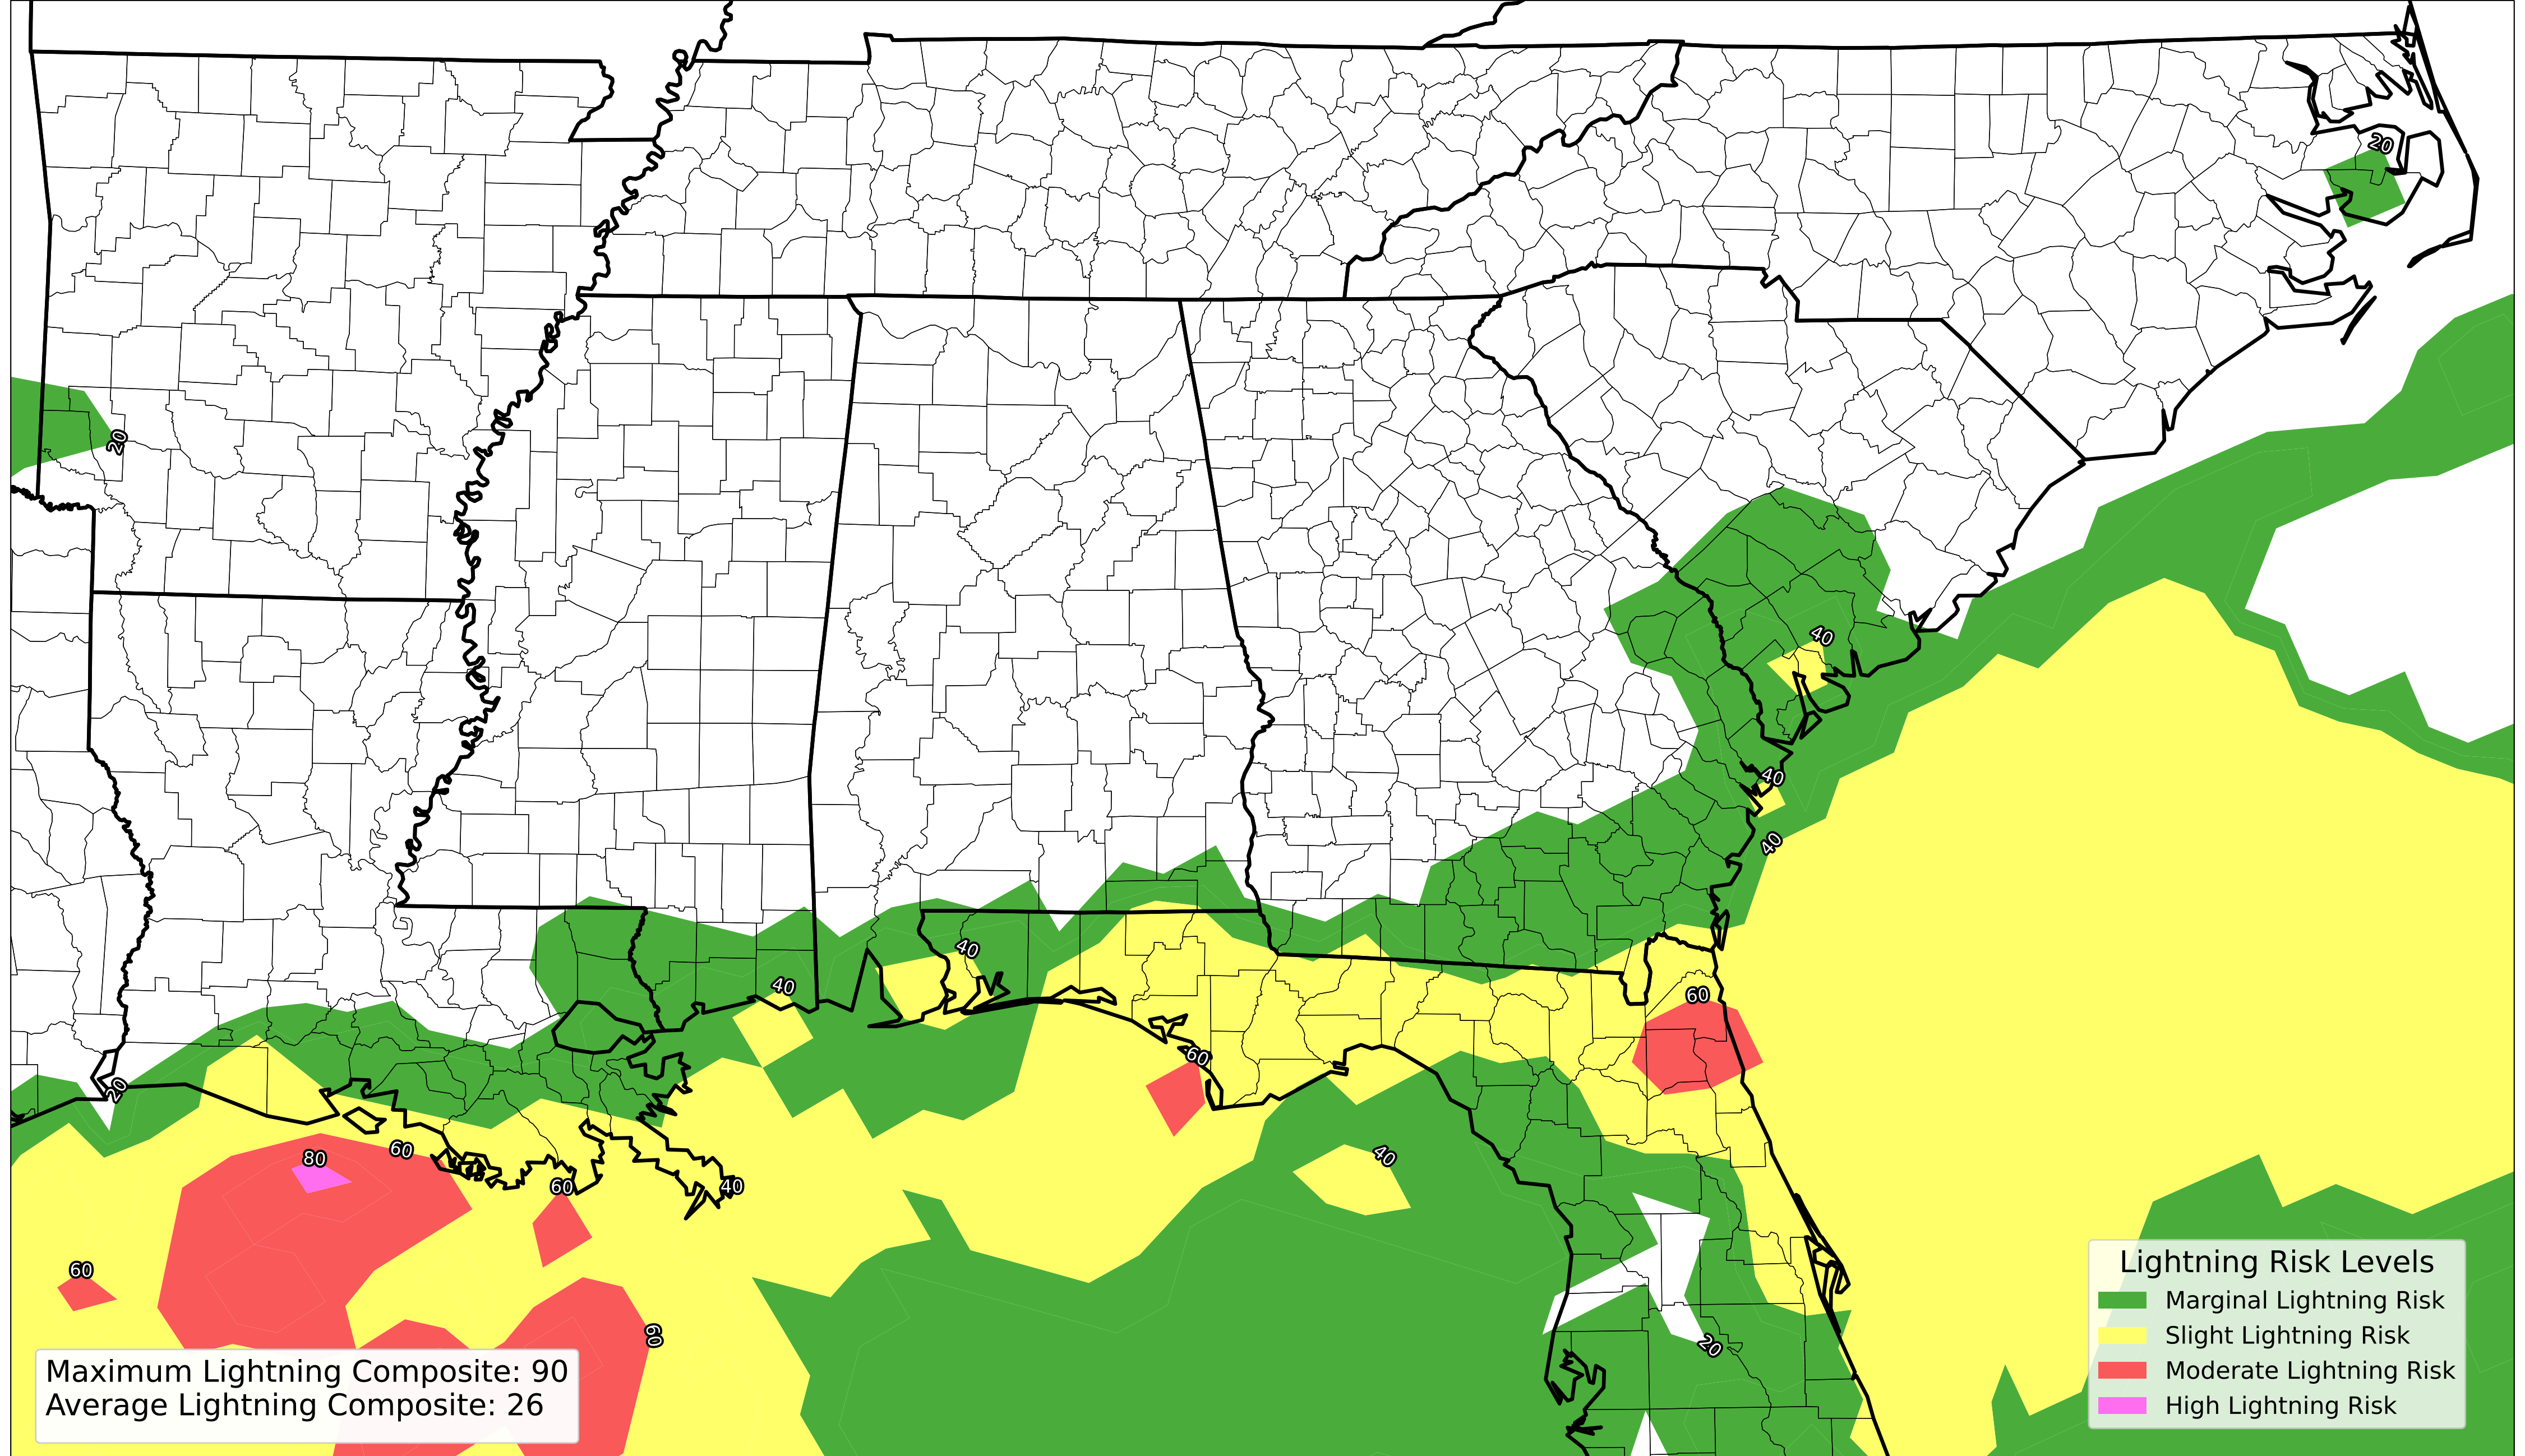 20
20
40
40
40
40
40
60
60
20
40
60
80
60
40
60
60
20
Lightning Risk Levels
Marginal Lightning Risk
Slight Lightning Risk
Moderate Lightning Risk
High Lightning Risk
Maximum Lightning Composite: 90
Average Lightning Composite: 26